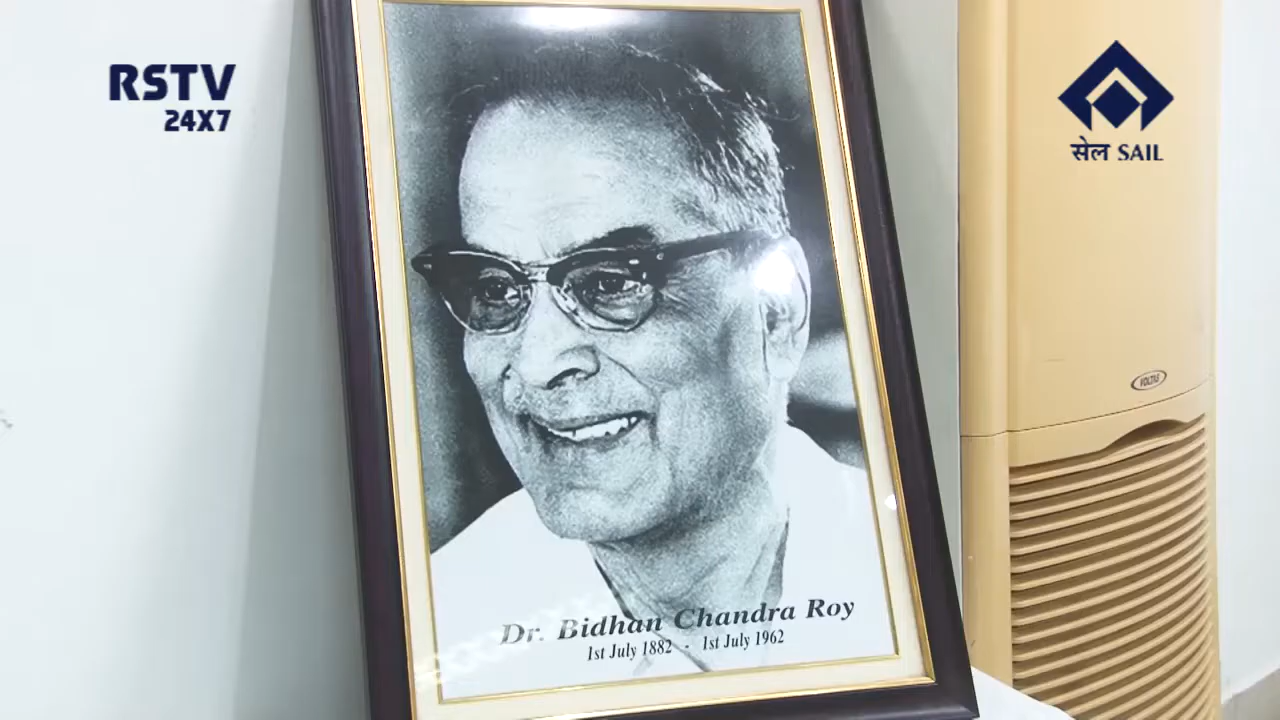 RSTV
24X7
सेल SAIL
VOLTAS
Dr. Bidhan Chandra Roy
1st July 1882 - 1st July 1962